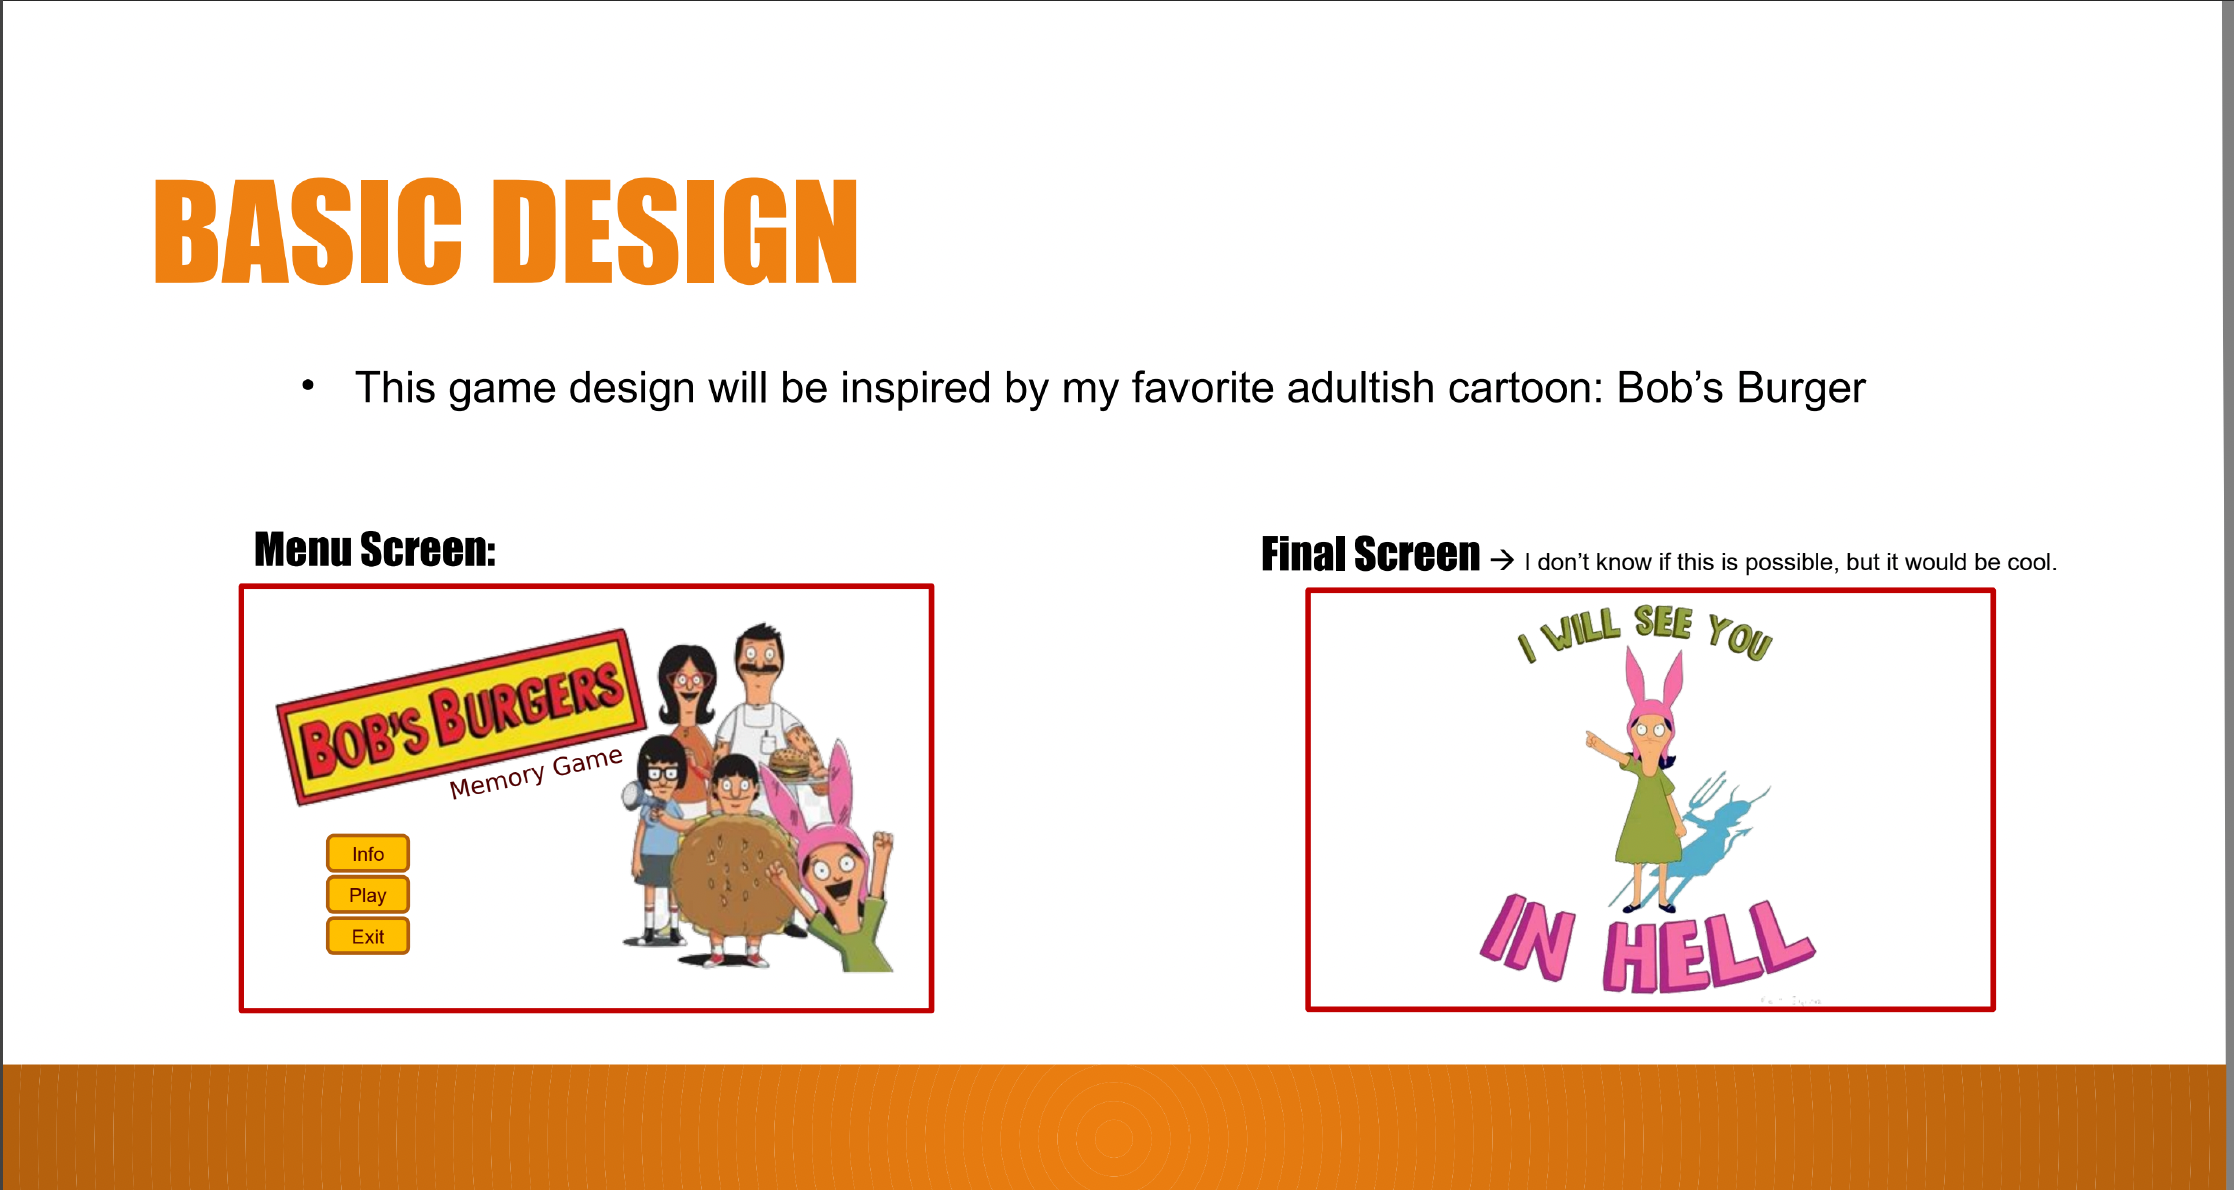 BASIC DESIGN
• This game design will be inspired by my favorite adultish cartoon: Bob’s Burger
Menu Screen:
BOB'S BURGERS
Memory Game
Info
Play
Exit
Final Screen → I don’t know if this is possible, but it would be cool.
I WILL SEE YOU
IN HELL